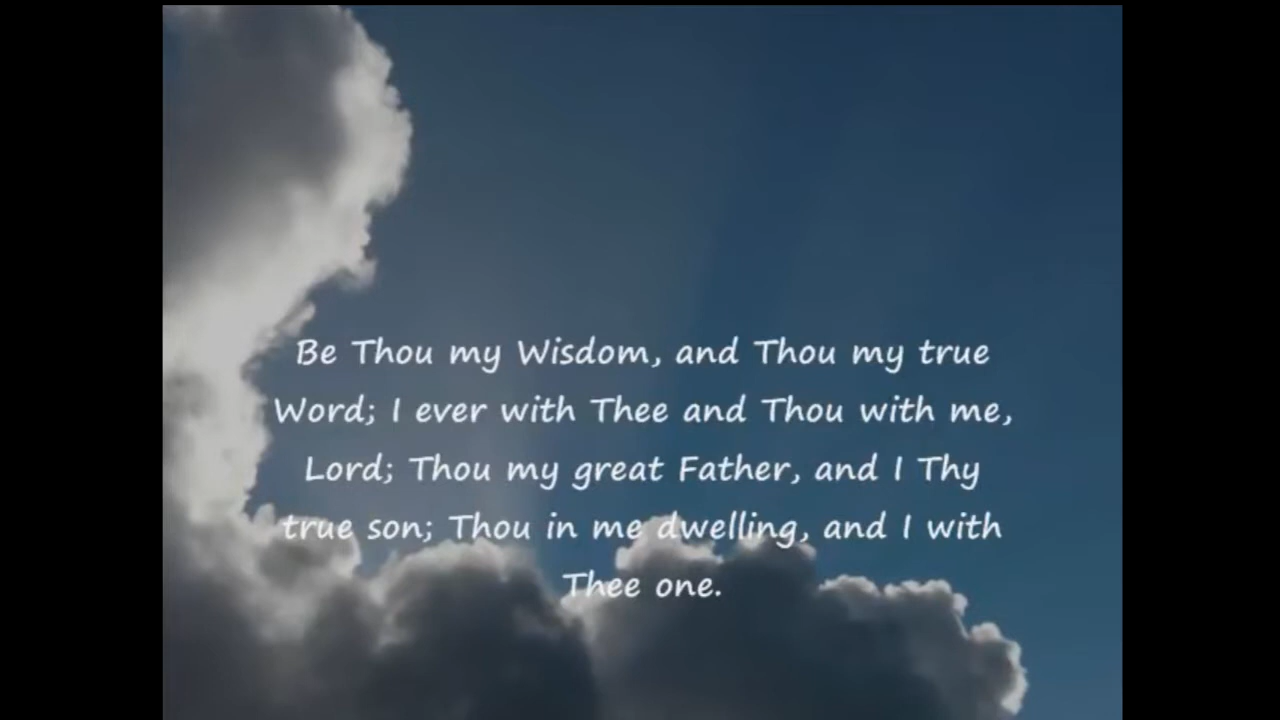 Be Thou my Wisdom, and Thou my true
Word; I ever with Thee and Thou with me,
Lord; Thou my great Father, and I Thy
true son; Thou in me dwelling, and I with
Thee one.